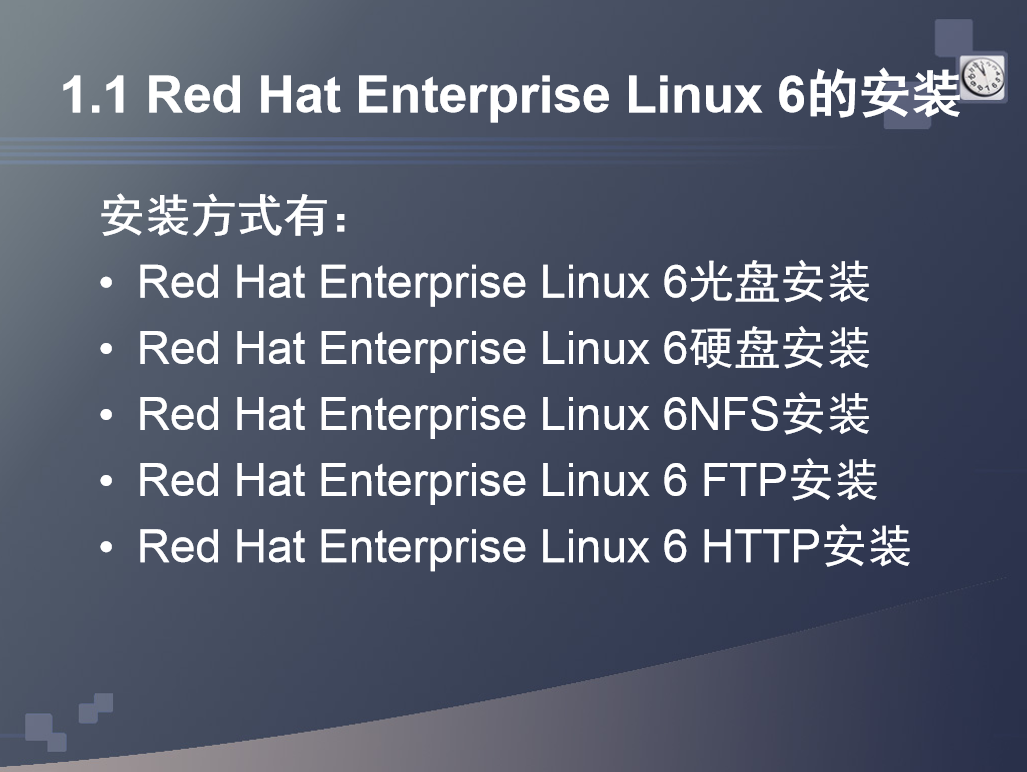 1.1 Red Hat Enterprise Linux 6的安装
安装方式有：
• Red Hat Enterprise Linux 6光盘安装
• Red Hat Enterprise Linux 6硬盘安装
• Red Hat Enterprise Linux 6NFS安装
• Red Hat Enterprise Linux 6 FTP安装
• Red Hat Enterprise Linux 6 HTTP安装